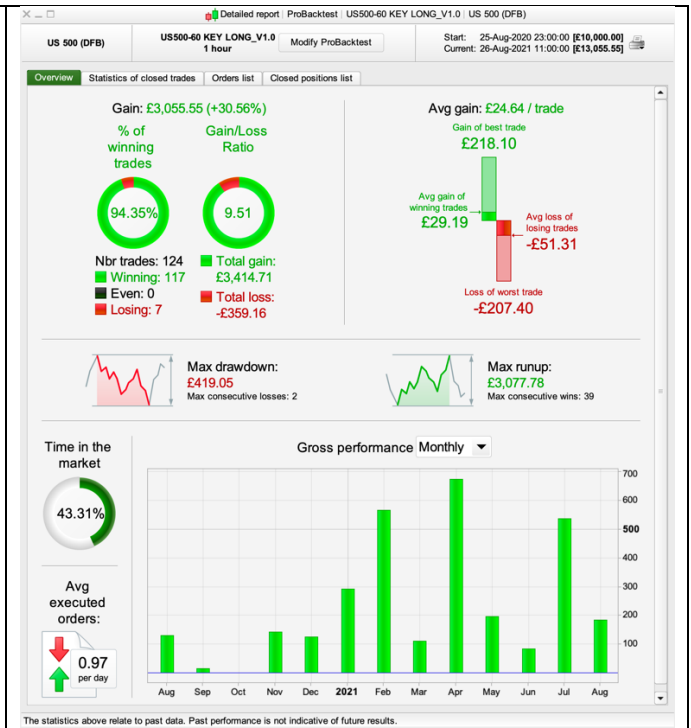 Detailed report | ProBacktest | US500-60 KEY LONG_V1.0 | US 500 (DFB)
US 500 (DFB)
US500-60 KEY LONG_V1.0
1 hour
Modify ProBacktest
Start: 25-Aug-2020 23:00:00 [£10,000.00]
Current: 26-Aug-2021 11:00:00 [£13,055.55]
Overview Statistics of closed trades Orders list Closed positions list
Gain: £3,055.55 (+30.56%)
% of
winning
trades
94.35%
Nbr trades: 124
Winning: 117
Even: 0
Losing: 7
Gain/Loss
Ratio
9.51
Total gain:
£3,414.71
Total loss:
-£359.16
Avg gain: £24.64 / trade
Gain of best trade
£218.10
Avg gain of
winning trades
£29.19
Avg loss of
losing trades
-£51.31
Loss of worst trade
-£207.40
Max drawdown:
£419.05
Max consecutive losses: 2
Max runup:
£3,077.78
Max consecutive wins: 39
Time in the
market
43.31%
Avg
executed
orders:
0.97
per day
Gross performance Monthly
700
600
500
400
300
200
100
Aug Sep Oct Nov Dec 2021 Feb Mar Apr May Jun Jul Aug
The statistics above relate to past data. Past performance is not indicative of future results.